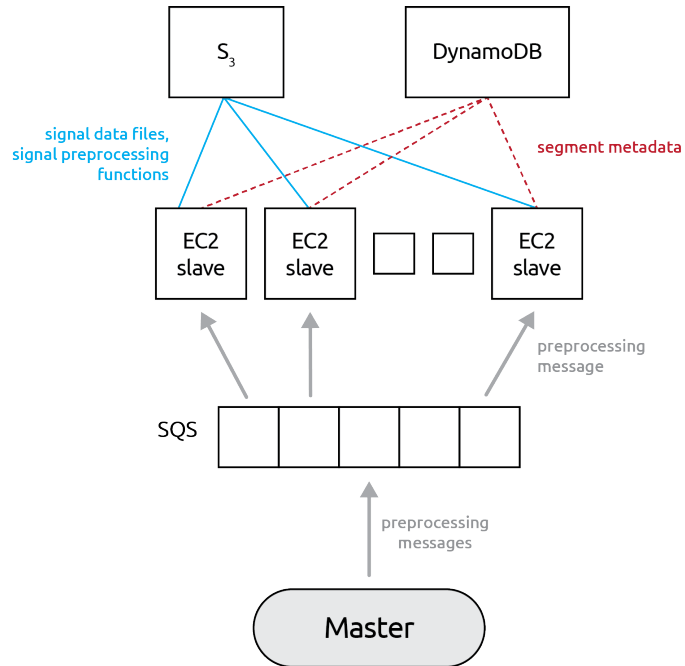 S3
DynamoDB
signal data files,
signal preprocessing
functions
segment metadata
EC2
slave
EC2
slave
EC2
slave
preprocessing
message
SQS
preprocessing
messages
Master